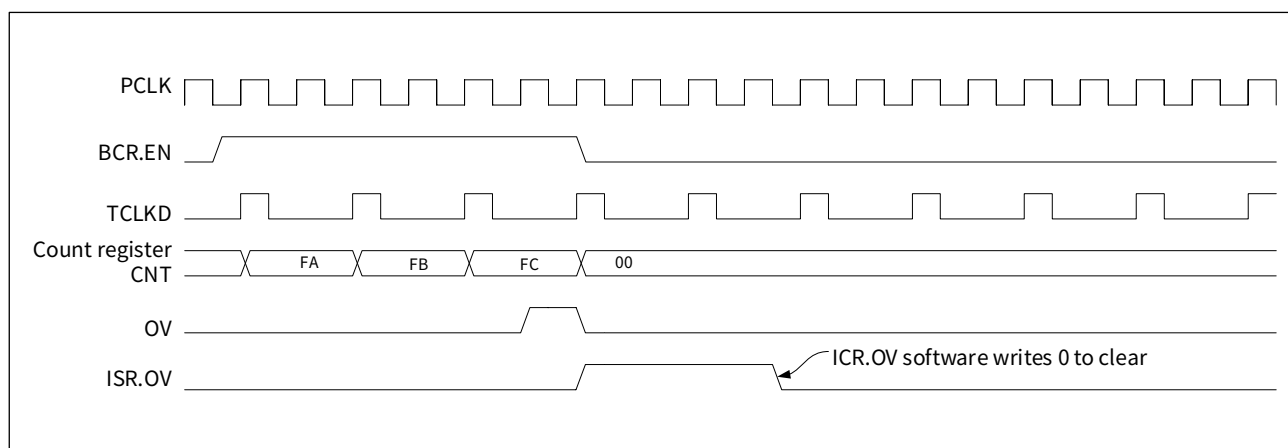 PCLK
BCR.EN
TCLKD
Count register
CNT
FA FB FC 00
OV
ICR.OV software writes 0 to clear
ISR.OV